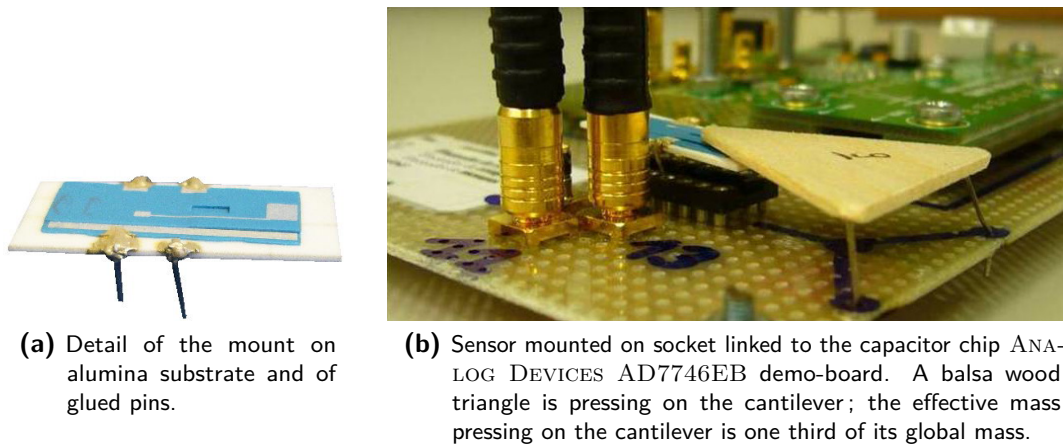 (a) Detail of the mount on
alumina substrate and of
glued pins.
(b) Sensor mounted on socket linked to the capacitor chip ANA-
LOG DEVICES AD7746EB demo-board. A balsa wood
triangle is pressing on the cantilever; the effective mass
pressing on the cantilever is one third of its global mass.